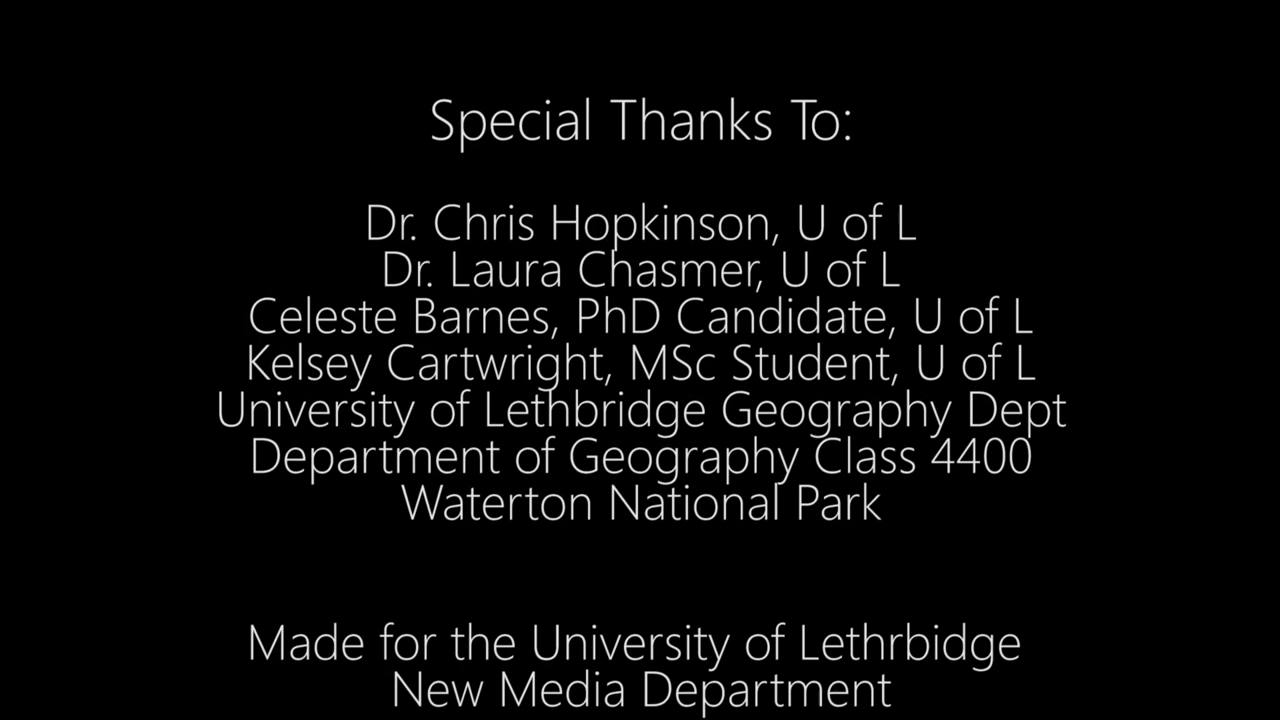 Special Thanks To:
Dr. Chris Hopkinson, U of L
Dr. Laura Chasmer, U of L
Celeste Barnes, PhD Candidate, U of L
Kelsey Cartwright, MSc Student, U of L
University of Lethbridge Geography Dept
Department of Geography Class 4400
Waterton National Park
Made for the University of Lethrbidge
New Media Department